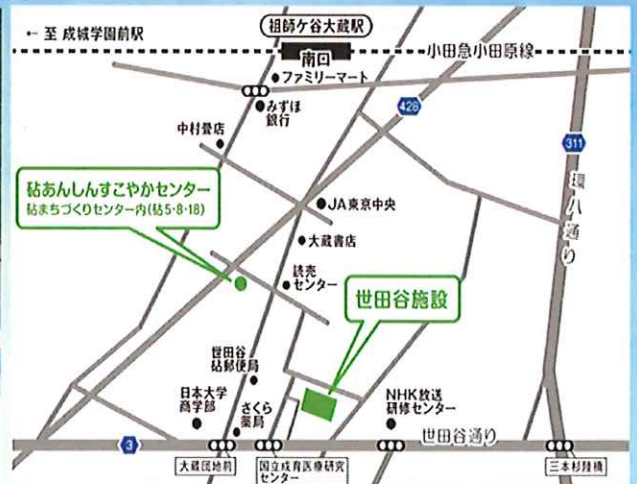 ← 至 成城学園前駅
祖師ケ谷大蔵駅
小田急小田原線
南口
ファミリーマート
みずほ
銀行
428
中村畳店
311
環八通り
砧あんしんすこやかセンター
砧まちづくりセンター内(砧5-8-18)
JA東京中央
大蔵書店
読売
センター
世田谷施設
世田谷
砧郵便局
日本大学
商学部
さくら
薬局
NHK放送
研修センター
3
世田谷通り
大蔵団地前
国立成育医療研究
センター
三本杉陸橋